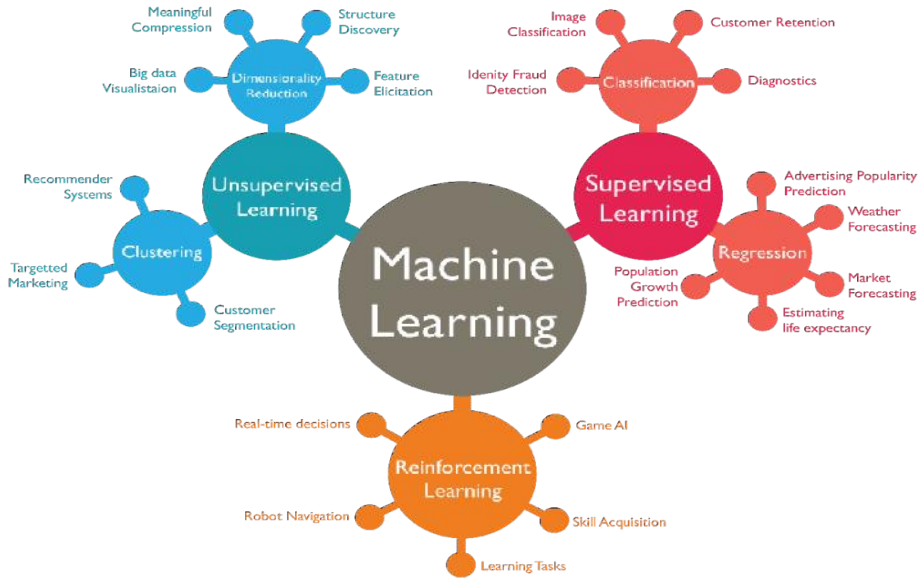 Meaningful
Compression
Structure
Discovery
Big data
Visualistaion
Dimensionality
Reduction
Feature
Elicitation
Image
Classification
Customer Retention
Idenity Fraud
Detection
Classification
Diagnostics
Recommender
Systems
Unsupervised
Learning
Clustering
Targetted
Marketing
Customer
Segmentation
Supervised
Learning
Advertising Popularity
Prediction
Weather
Forecasting
Regression
Population
Growth
Prediction
Market
Forecasting
Estimating
life expectancy
Machine
Learning
Real-time decisions
Game AI
Reinforcement
Learning
Robot Navigation
Skill Acquisition
Learning Tasks